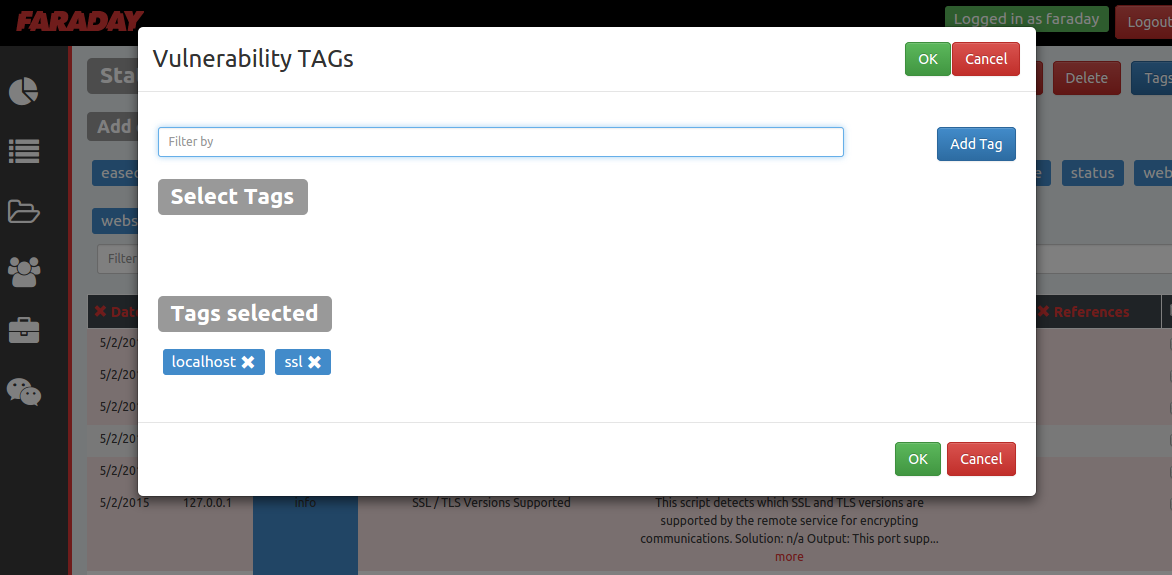 FARADAY
Logged in as faraday
Logout
Vulnerability TAGs
OK
Cancel
Delete
Tags
Add
Filter by
Add Tag
status
web
Select Tags
webs
Filter
Tags selected
References
5/2/20
localhost
ssl
5/2/20
5/2/20
5/2/20
OK
Cancel
5/2/20
5/2/2015 127.0.0.1 info SSL / TLS Versions Supported This script detects which SSL and TLS versions are
supported by the remote service for encrypting
communications. Solution: n/a Output: This port supp...
more